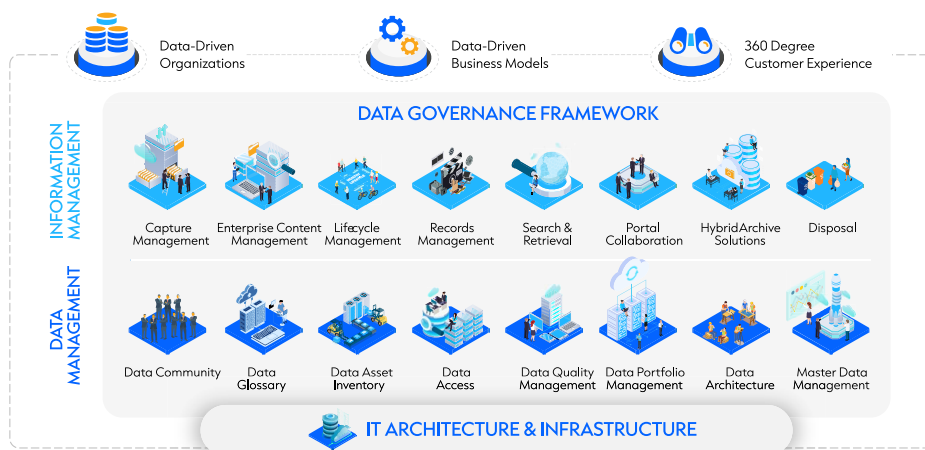 Data-Driven
Organizations
Data-Driven
Business Models
360 Degree
Customer Experience
DATA GOVERNANCE FRAMEWORK
INFORMATION
MANAGEMENT
Capture
Management
Enterprise Content
Management
Lifecycle
Management
Records
Management
Search &
Retrieval
Portal
Collaboration
Hybrid Archive
Solutions
Disposal
DATA
MANAGEMENT
Data Community
Data
Glossary
Data Asset
Inventory
Data
Access
Data Quality
Management
Data Portfolio
Management
Data
Architecture
Master Data
Management
IT ARCHITECTURE & INFRASTRUCTURE